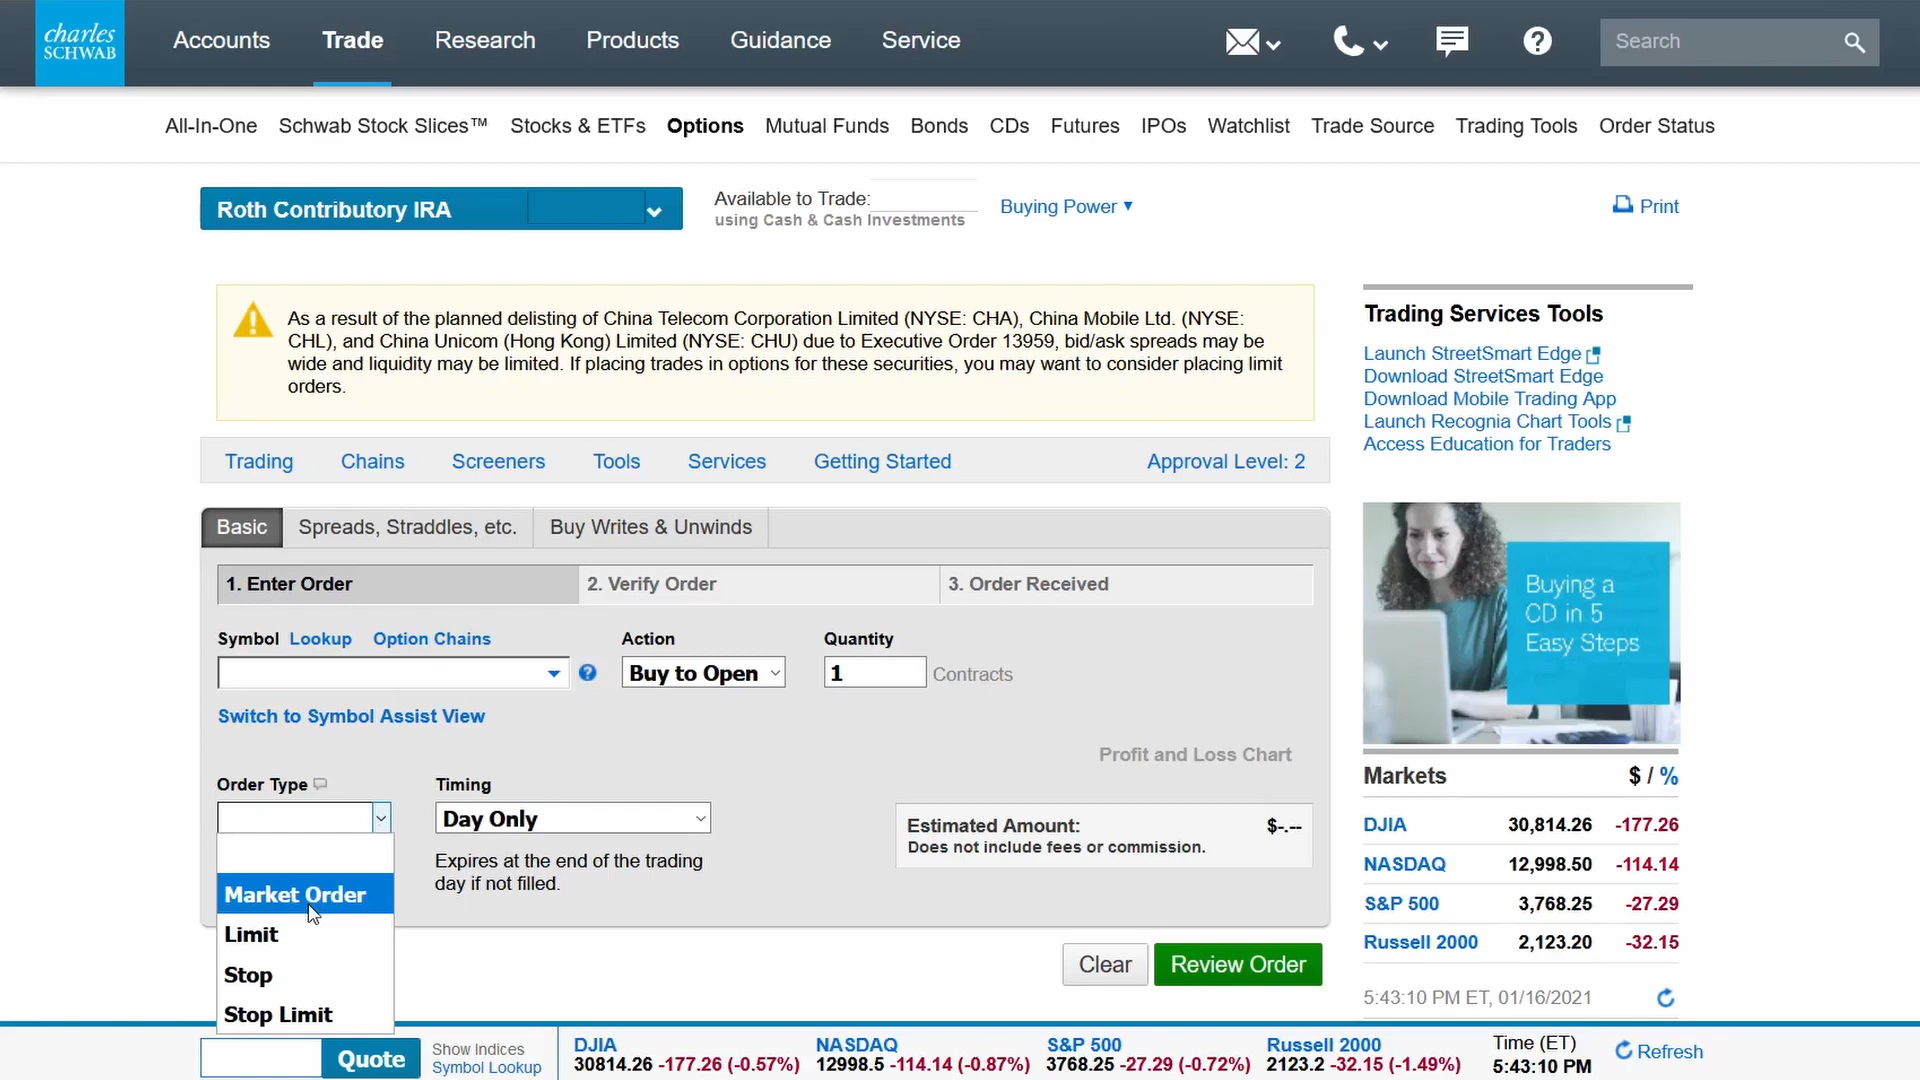 charles
SCHWAB
Accounts Trade Research Products Guidance Service
Search
All-In-One Schwab Stock Slices™ Stocks & ETFs Options Mutual Funds Bonds CDs Futures IPOs Watchlist Trade Source Trading Tools Order Status
Roth Contributory IRA
Available to Trade:
using Cash & Cash Investments
Buying Power
Print
As a result of the planned delisting of China Telecom Corporation Limited (NYSE: CHA), China Mobile Ltd. (NYSE:
CHL), and China Unicom (Hong Kong) Limited (NYSE: CHU) due to Executive Order 13959, bid/ask spreads may be
wide and liquidity may be limited. If placing trades in options for these securities, you may want to consider placing limit
orders.
Trading Services Tools
Launch StreetSmart Edge
Download StreetSmart Edge
Download Mobile Trading App
Launch Recognia Chart Tools
Access Education for Traders
Trading Chains Screeners Tools Services Getting Started Approval Level: 2
Basic Spreads, Straddles, etc. Buy Writes & Unwinds
1. Enter Order 2. Verify Order 3. Order Received
Symbol Lookup Option Chains Action Quantity
Buy to Open 1 Contracts
Switch to Symbol Assist View
Profit and Loss Chart
Order Type Timing
Day Only
Expires at the end of the trading
day if not filled.
Estimated Amount: $-.--
Does not include fees or commission.
Market Order
Limit
Stop
Stop Limit
Clear Review Order
Buying a
CD in 5
Easy Steps
Markets $ / %
DJIA 30,814.26 -177.26
NASDAQ 12,998.50 -114.14
S&P 500 3,768.25 -27.29
Russell 2000 2,123.20 -32.15
5:43:10 PM ET, 01/16/2021
Quote
Show Indices
Symbol Lookup
DJIA
30814.26 -177.26 (-0.57%)
NASDAQ
12998.5 -114.14 (-0.87%)
S&P 500
3768.25 -27.29 (-0.72%)
Russell 2000
2123.2 -32.15 (-1.49%)
Time (ET)
5:43:10 PM
Refresh